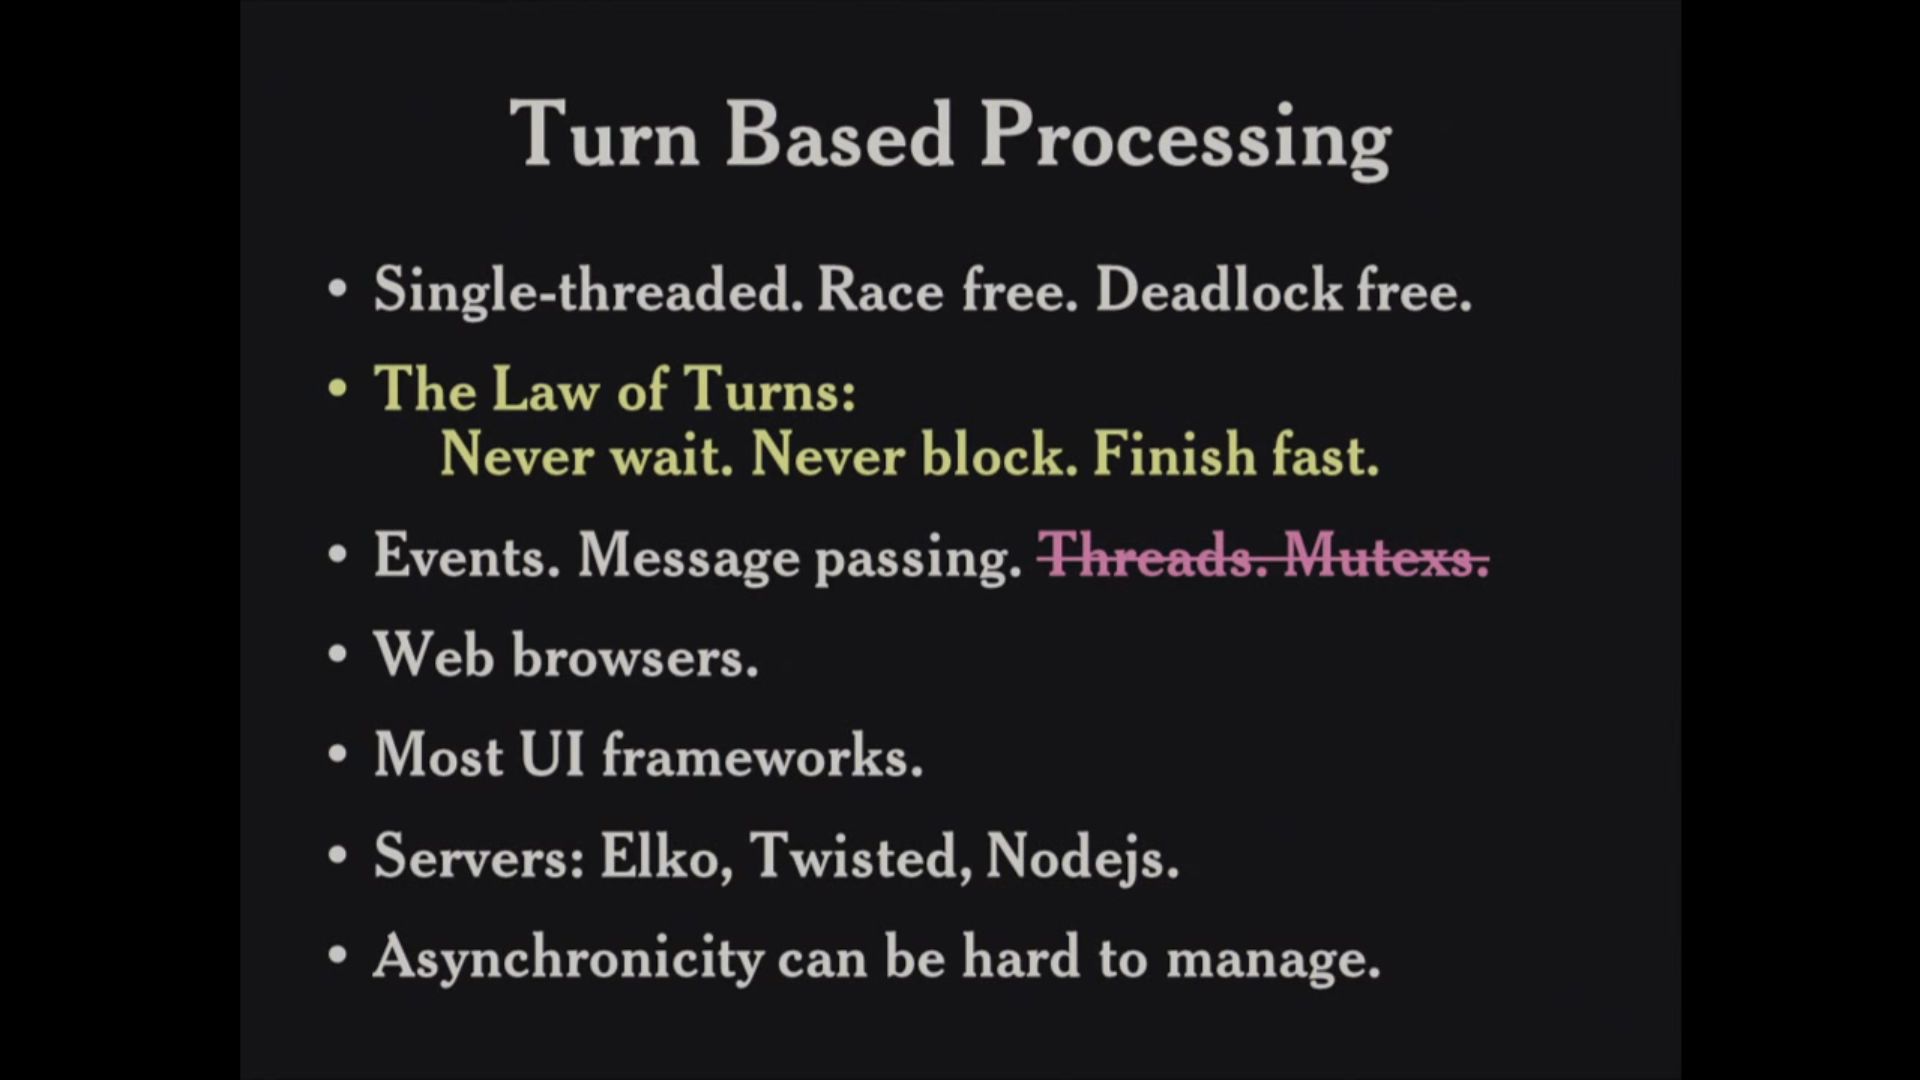 Turn Based Processing
• Single-threaded. Race free. Deadlock free.
• The Law of Turns:
Never wait. Never block. Finish fast.
• Events. Message passing. Threads. Mutexs.
• Web browsers.
• Most UI frameworks.
• Servers: Elko, Twisted, Nodejs.
• Asynchronicity can be hard to manage.